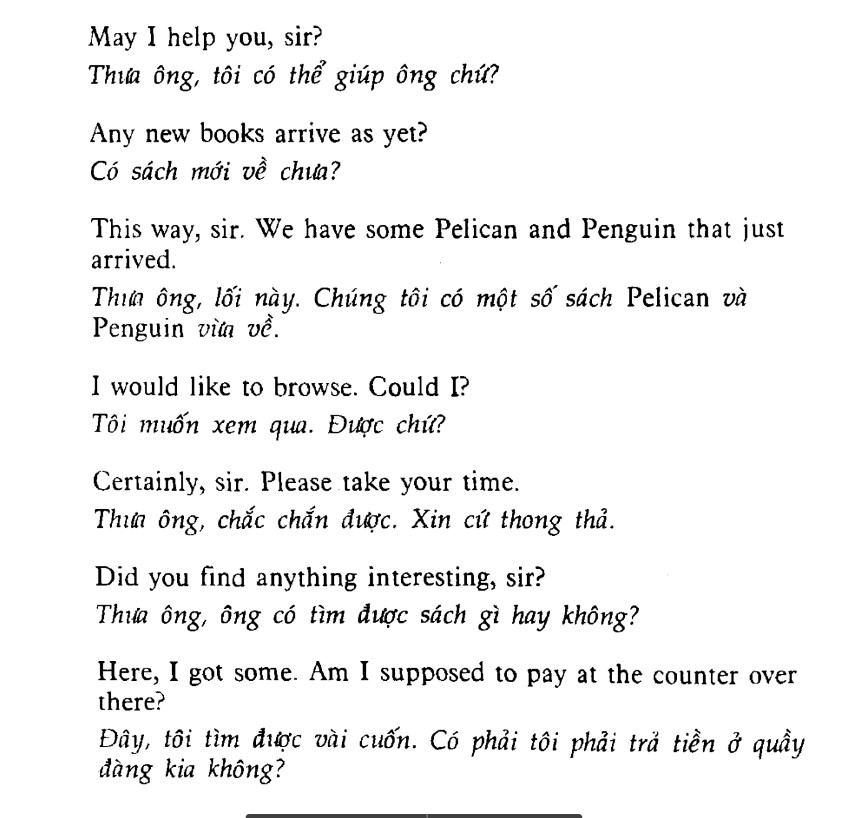 May I help you, sir?
Thưa ông, tôi có thể giúp ông chứ?
Any new books arrive as yet?
Có sách mới về chưa?
This way, sir. We have some Pelican and Penguin that just
arrived.
Thưa ông, lối này. Chúng tôi có một số sách Pelican và
Penguin vừa về.
I would like to browse. Could I?
Tôi muốn xem qua. Được chứ?
Certainly, sir. Please take your time.
Thưa ông, chắc chắn được. Xin cứ thong thả.
Did you find anything interesting, sir?
Thưa ông, ông có tìm được sách gì hay không?
Here, I got some. Am I supposed to pay at the counter over
there?
Đây, tôi tìm được vài cuốn. Có phải tôi phải trả tiền ở quầy
đàng kia không?